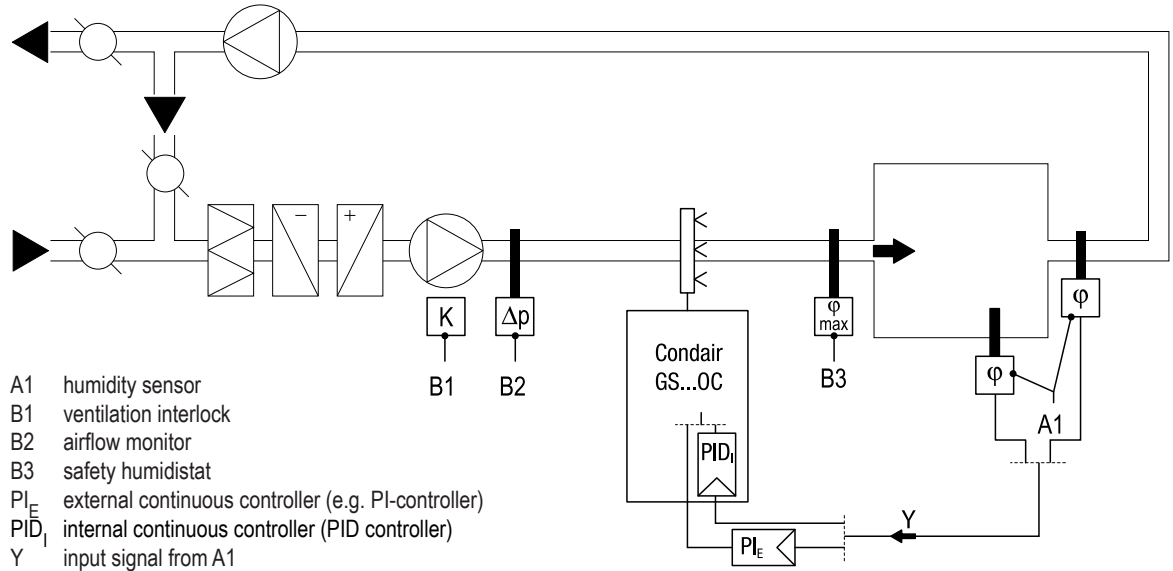 − +
K Δp φ max φ φ
Condair
GS...OC
B1 B2 B3 A1
PID_I
Y
PI_E
A1 humidity sensor
B1 ventilation interlock
B2 airflow monitor
B3 safety humidistat
PI_E external continuous controller (e.g. PI-controller)
PID_I internal continuous controller (PID controller)
Y input signal from A1